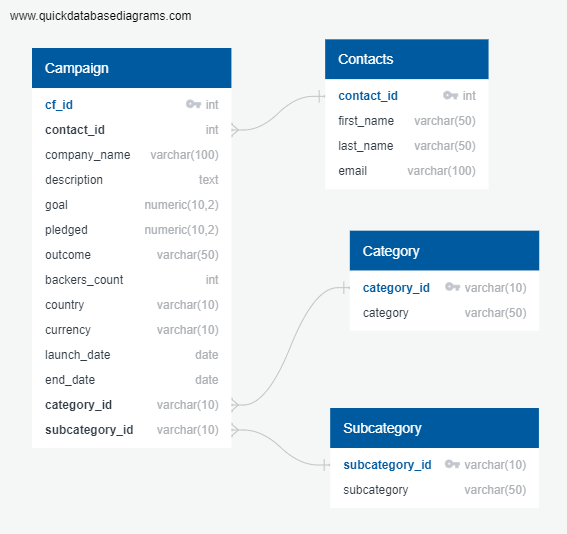 www.quickdatabasediagrams.com
Campaign
cf_id int
contact_id int
company_name varchar(100)
description text
goal numeric(10,2)
pledged numeric(10,2)
outcome varchar(50)
backers_count int
country varchar(10)
currency varchar(10)
launch_date date
end_date date
category_id varchar(10)
subcategory_id varchar(10)
Contacts
contact_id int
first_name varchar(50)
last_name varchar(50)
email varchar(100)
Category
category_id varchar(10)
category varchar(50)
Subcategory
subcategory_id varchar(10)
subcategory varchar(50)